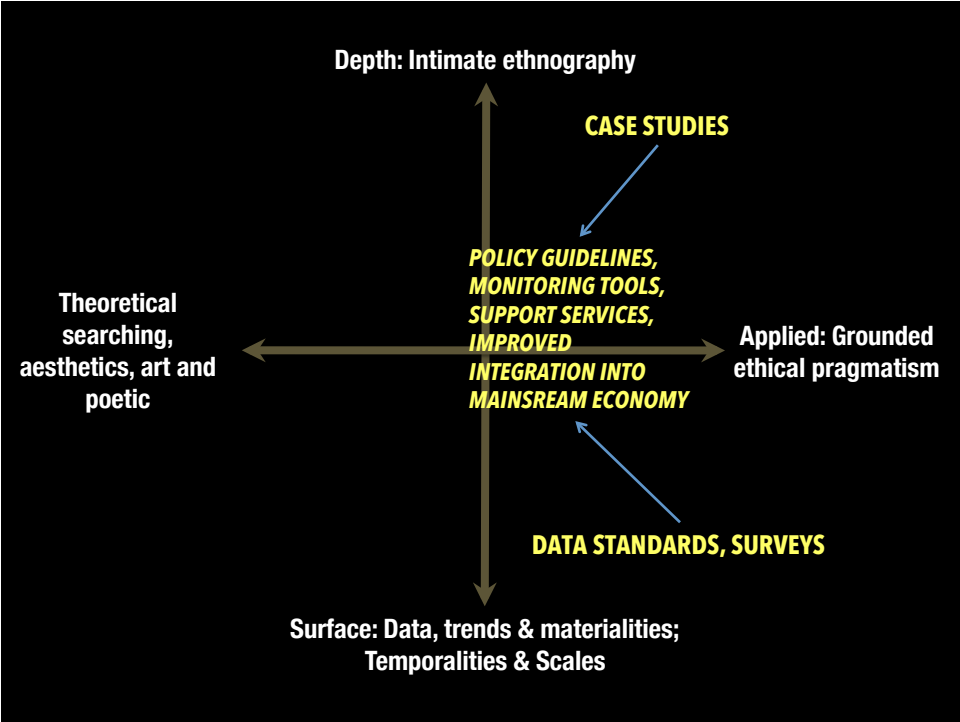 Depth: Intimate ethnography
CASE STUDIES
POLICY GUIDELINES,
MONITORING TOOLS,
SUPPORT SERVICES,
IMPROVED
INTEGRATION INTO
MAINSREAM ECONOMY
Theoretical
searching,
aesthetics, art and
poetic
Applied: Grounded
ethical pragmatism
DATA STANDARDS, SURVEYS
Surface: Data, trends & materialities;
Temporalities & Scales